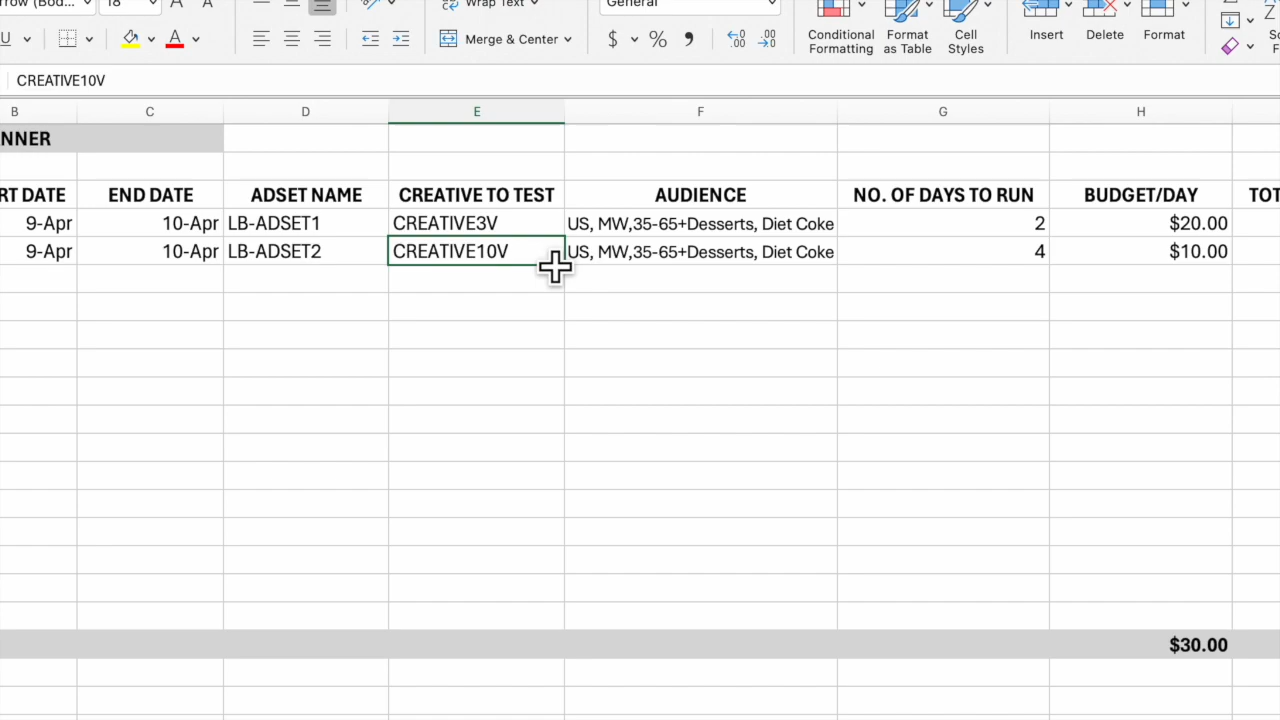 18
Wrap Text
General
U
A
Merge & Center
$ % 9
Conditional Formatting
Format as Table
Cell Styles
Insert
Delete
Format
CREATIVE10V
B C D E F G H
NNER
RT DATE END DATE ADSET NAME CREATIVE TO TEST AUDIENCE NO. OF DAYS TO RUN BUDGET/DAY TOT
9-Apr 10-Apr LB-ADSET1 CREATIVE3V US, MW,35-65+Desserts, Diet Coke 2 $20.00
9-Apr 10-Apr LB-ADSET2 CREATIVE10V US, MW,35-65+Desserts, Diet Coke 4 $10.00
$30.00